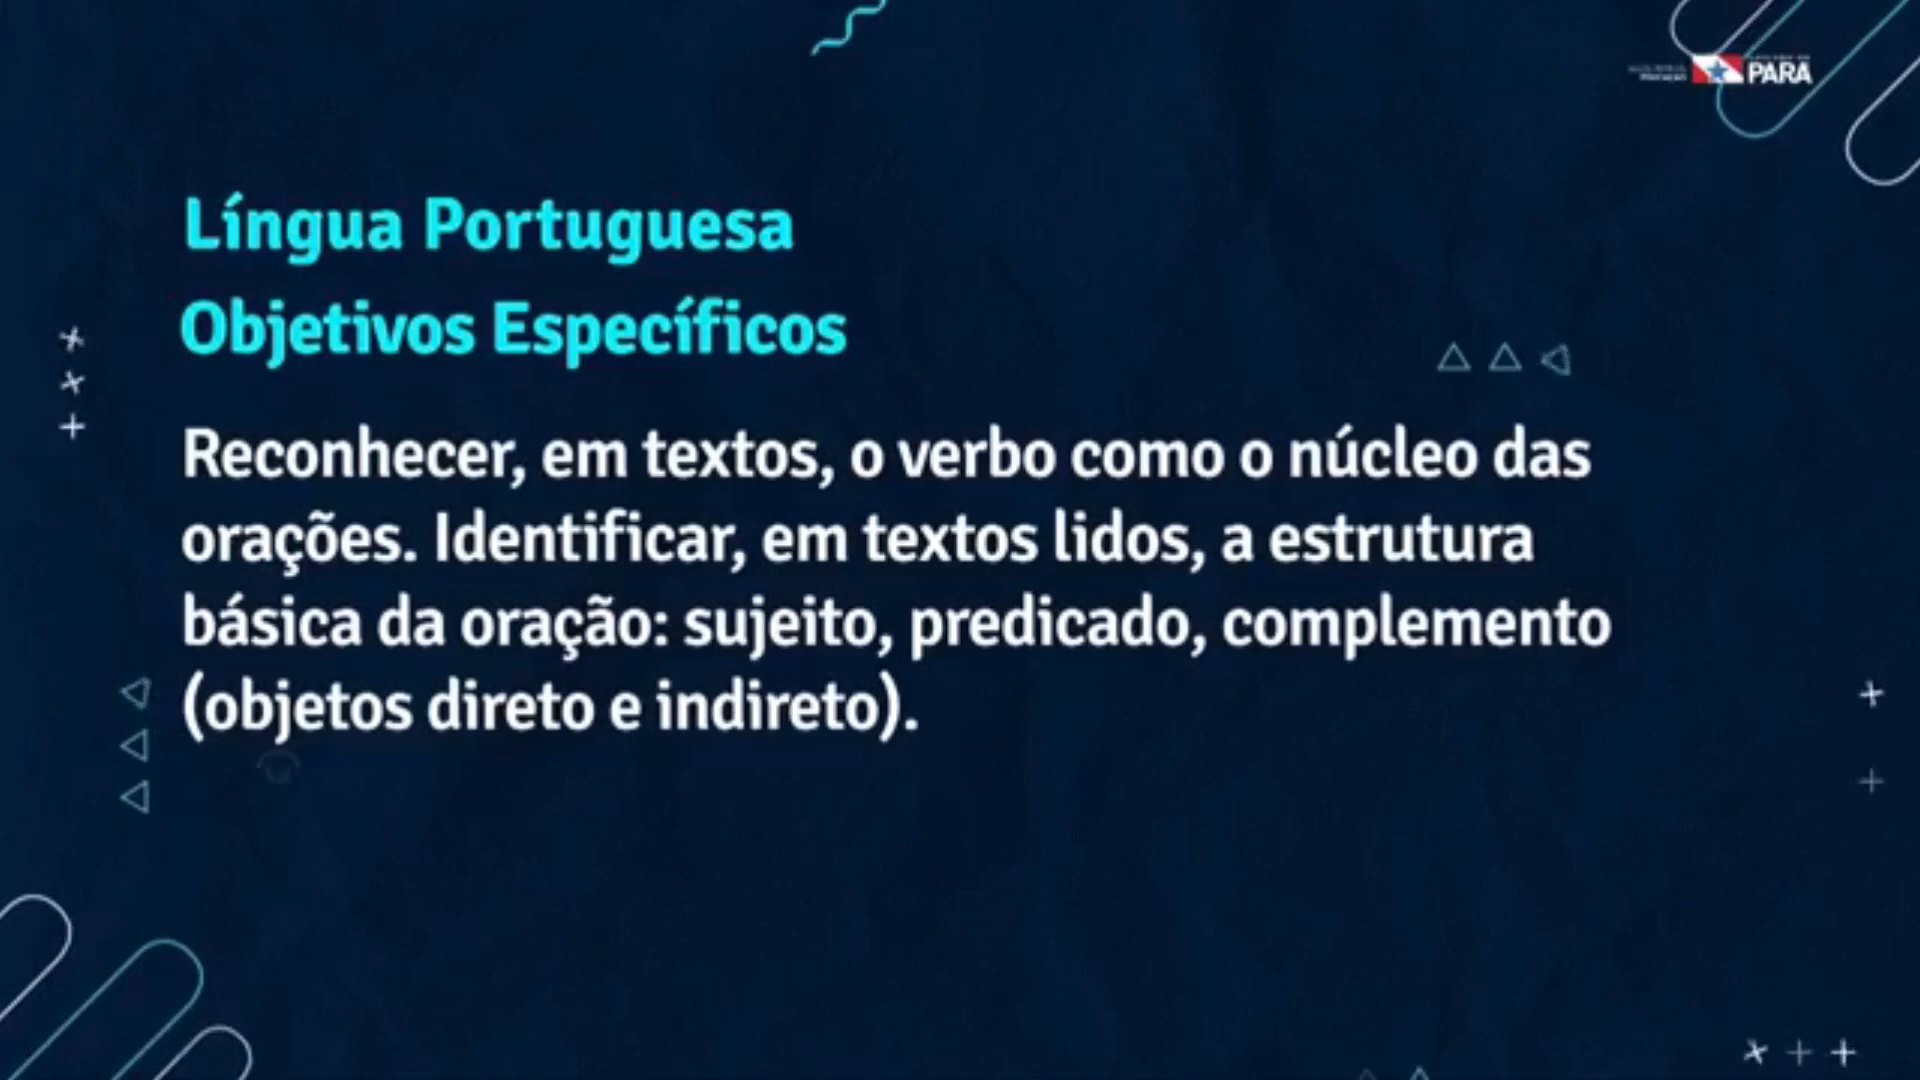 PARÁ
Língua Portuguesa
Objetivos Específicos
Reconhecer, em textos, o verbo como o núcleo das
orações. Identificar, em textos lidos, a estrutura
básica da oração: sujeito, predicado, complemento
(objetos direto e indireto).